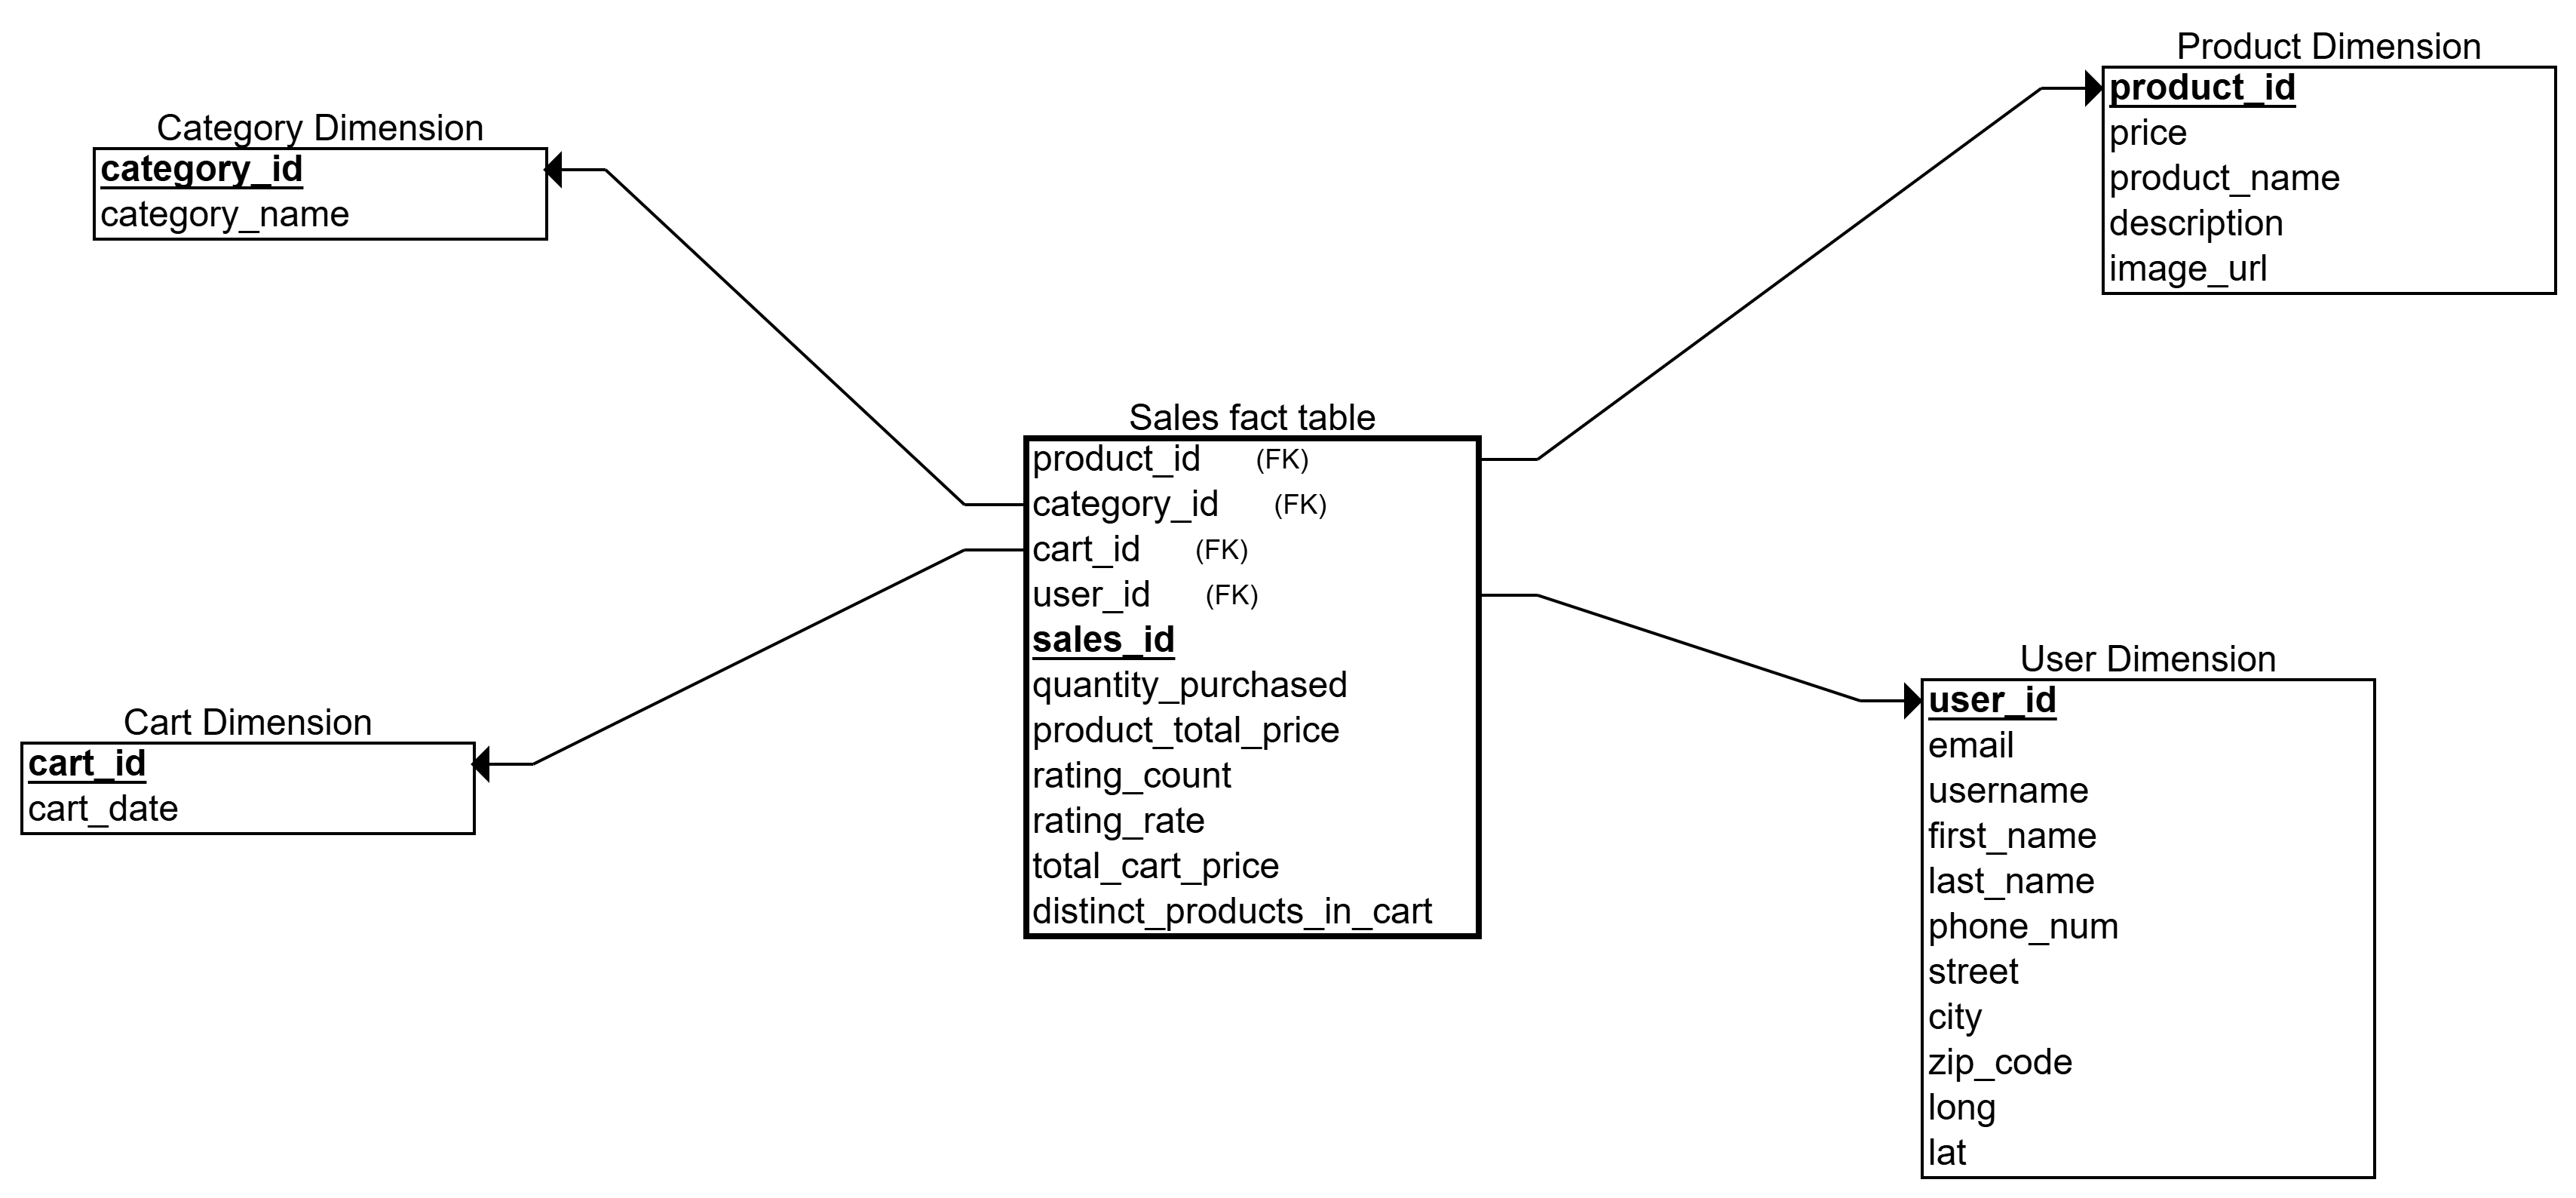 Category Dimension
category_id
category_name
Product Dimension
product_id
price
product_name
description
image_url
Sales fact table
product_id (FK)
category_id (FK)
cart_id (FK)
user_id (FK)
sales_id
quantity_purchased
product_total_price
rating_count
rating_rate
total_cart_price
distinct_products_in_cart
Cart Dimension
cart_id
cart_date
User Dimension
user_id
email
username
first_name
last_name
phone_num
street
city
zip_code
long
lat